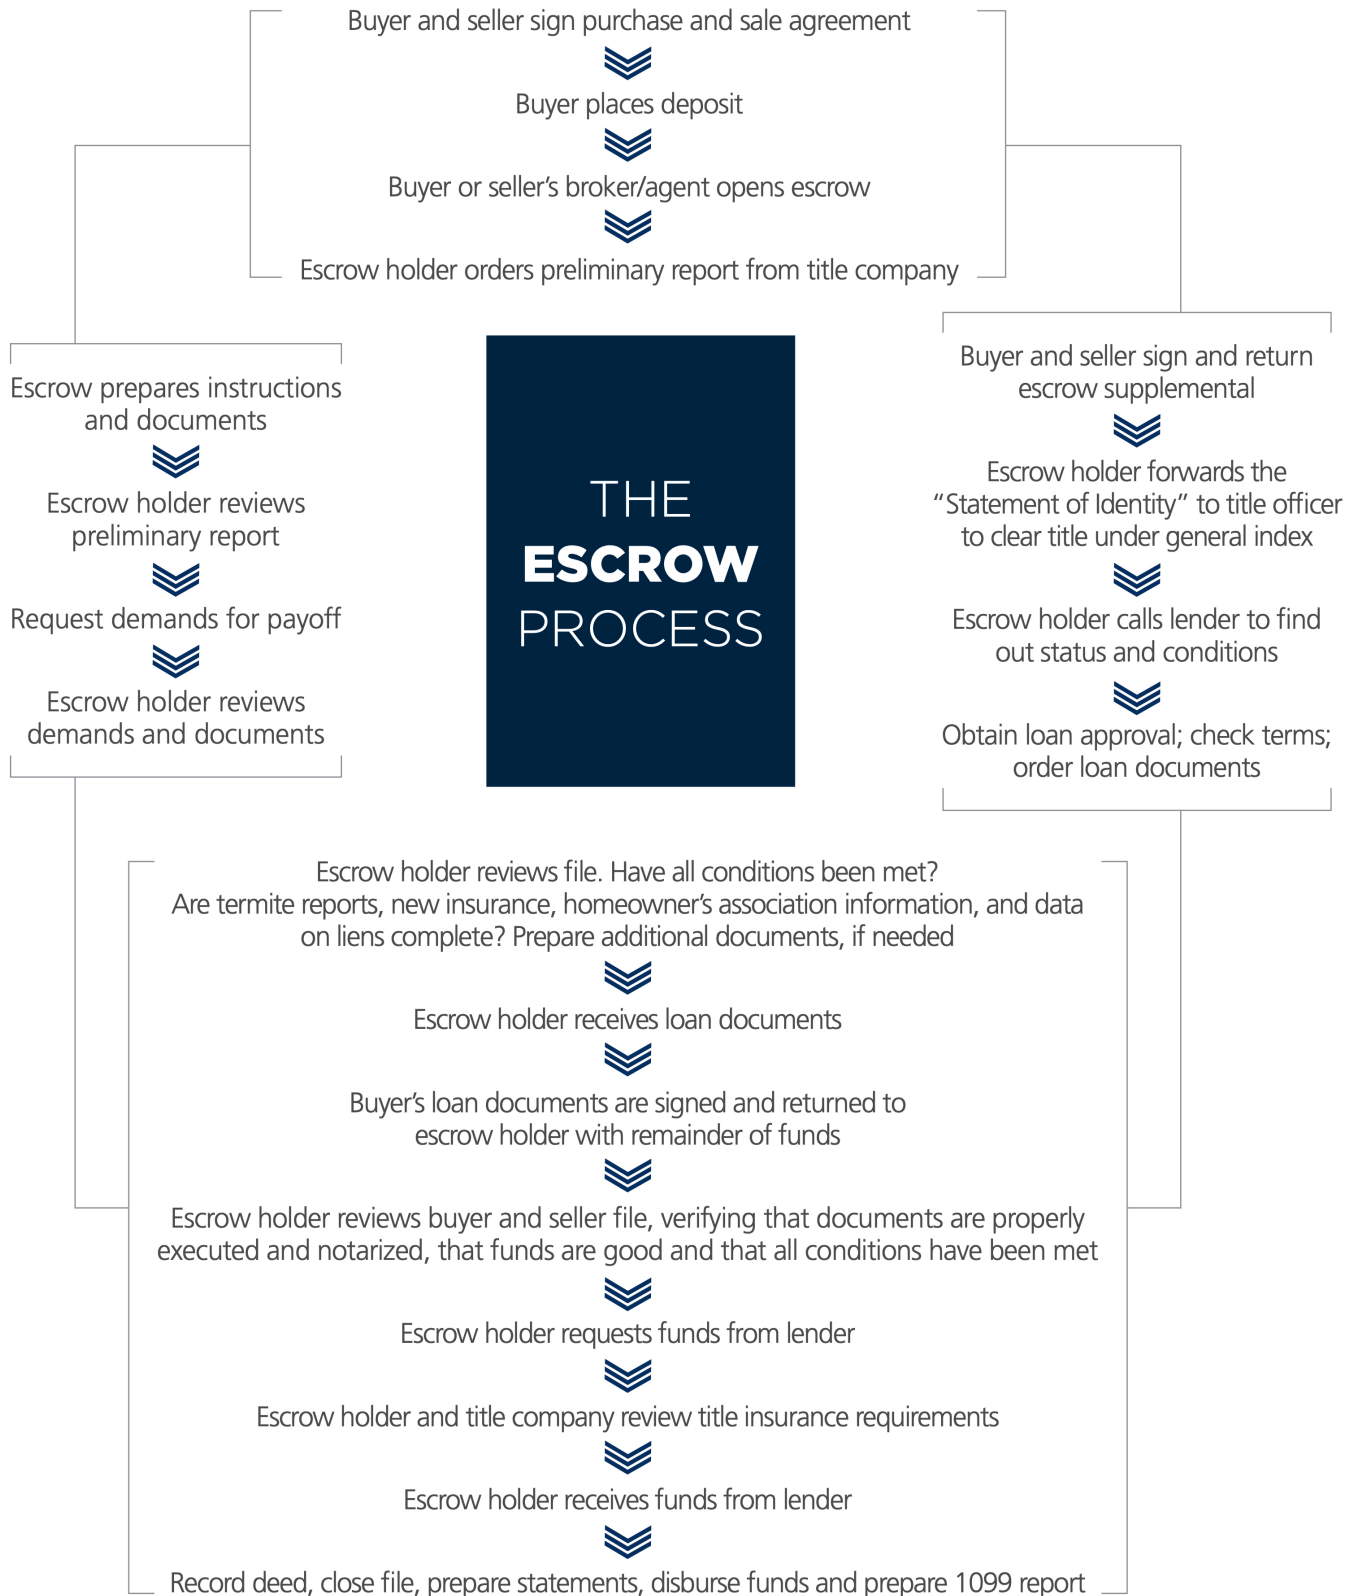 Buyer and seller sign purchase and sale agreement
Buyer places deposit
Buyer or seller’s broker/agent opens escrow
Escrow holder orders preliminary report from title company
Escrow prepares instructions
and documents
Escrow holder reviews
preliminary report
Request demands for payoff
Escrow holder reviews
demands and documents
THE
ESCROW
PROCESS
Buyer and seller sign and return
escrow supplemental
Escrow holder forwards the
“Statement of Identity” to title officer
to clear title under general index
Escrow holder calls lender to find
out status and conditions
Obtain loan approval; check terms;
order loan documents
Escrow holder reviews file. Have all conditions been met?
Are termite reports, new insurance, homeowner’s association information, and data
on liens complete? Prepare additional documents, if needed
Escrow holder receives loan documents
Buyer’s loan documents are signed and returned to
escrow holder with remainder of funds
Escrow holder reviews buyer and seller file, verifying that documents are properly
executed and notarized, that funds are good and that all conditions have been met
Escrow holder requests funds from lender
Escrow holder and title company review title insurance requirements
Escrow holder receives funds from lender
Record deed, close file, prepare statements, disburse funds and prepare 1099 report